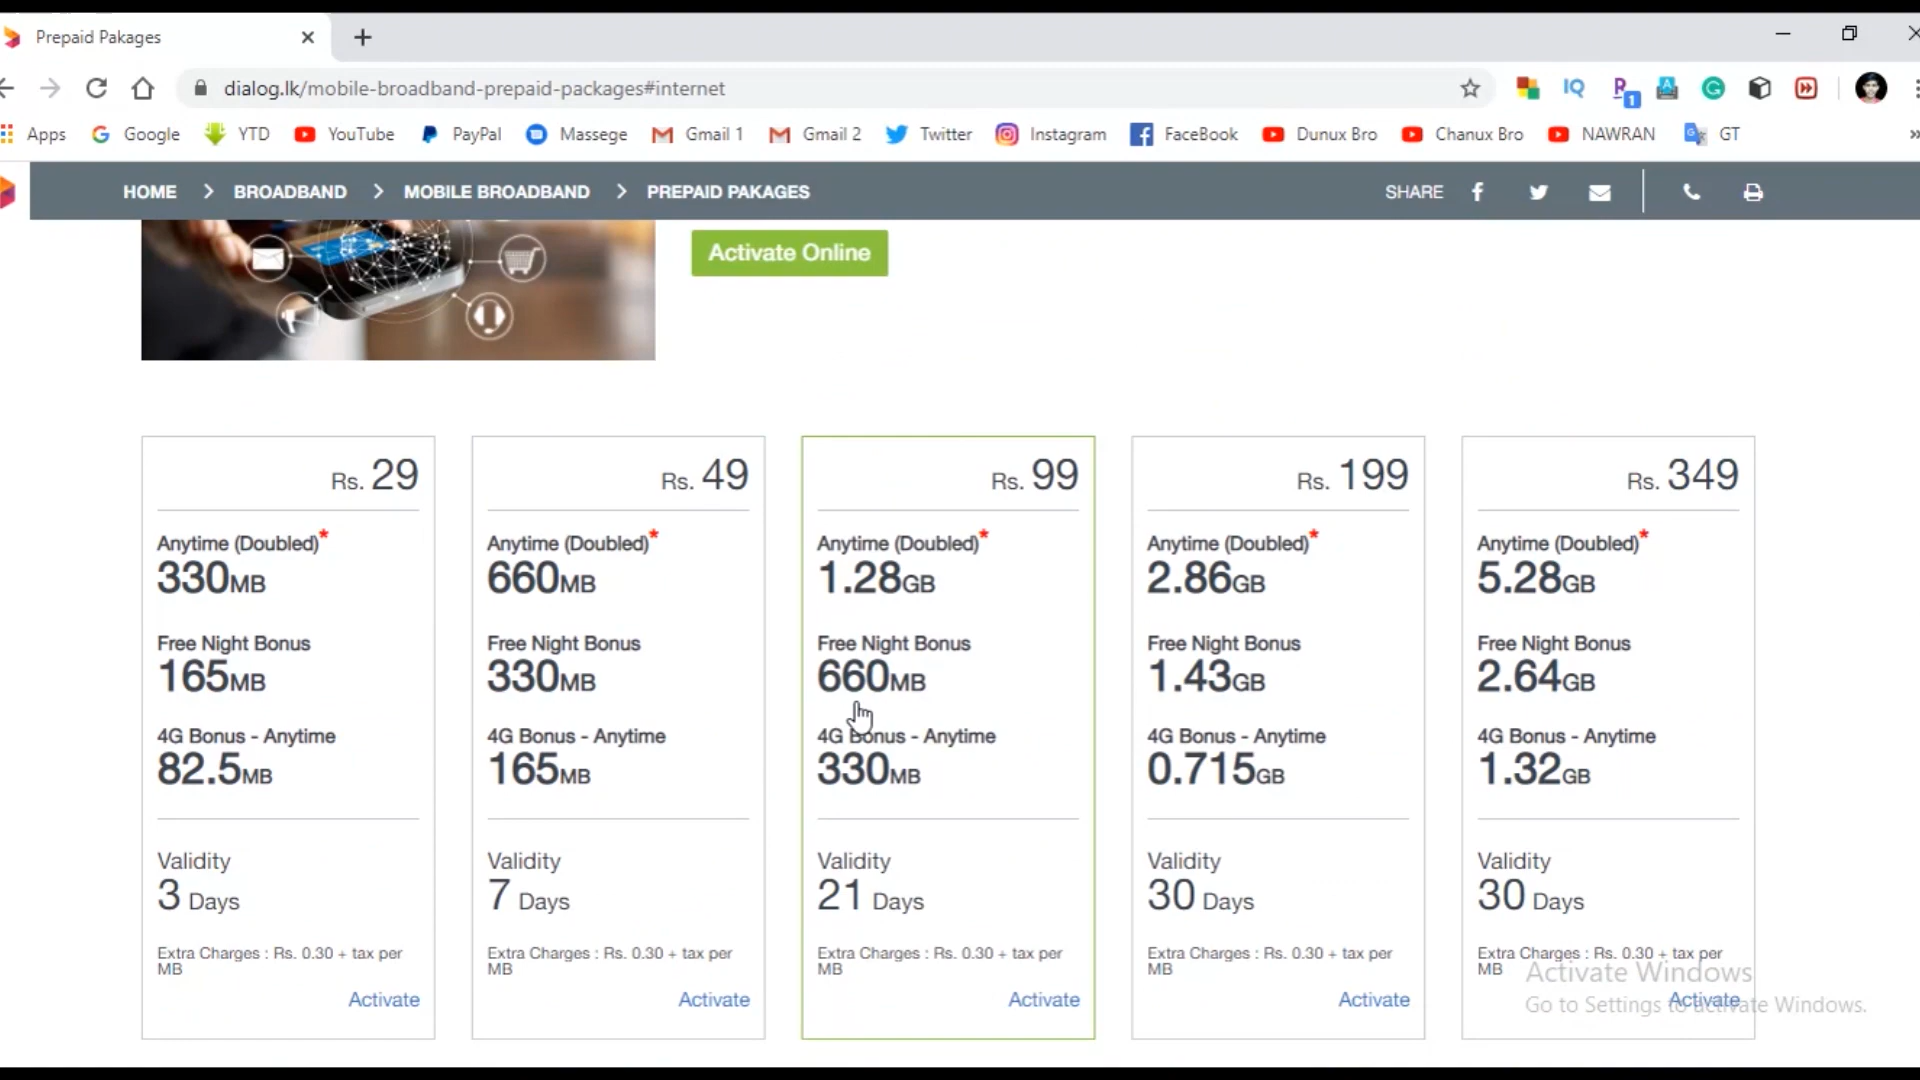 Prepaid Pakages
dialog.lk/mobile-broadband-prepaid-packages#internet
1
Apps Google YTD YouTube PayPal Massege Gmail 1 Gmail 2 Twitter Instagram FaceBook Dunux Bro Chanux Bro NAWRAN GT
HOME > BROADBAND > MOBILE BROADBAND > PREPAID PAKAGES SHARE
Activate Online
Rs. 29
Anytime (Doubled)*
330MB
Free Night Bonus
165MB
4G Bonus - Anytime
82.5MB
Validity
3 Days
Extra Charges : Rs. 0.30 + tax per
MB
Activate
Rs. 49
Anytime (Doubled)*
660MB
Free Night Bonus
330MB
4G Bonus - Anytime
165MB
Validity
7 Days
Extra Charges : Rs. 0.30 + tax per
MB
Activate
Rs. 99
Anytime (Doubled)*
1.28GB
Free Night Bonus
660MB
4G Bonus - Anytime
330MB
Validity
21 Days
Extra Charges : Rs. 0.30 + tax per
MB
Activate
Rs. 199
Anytime (Doubled)*
2.86GB
Free Night Bonus
1.43GB
4G Bonus - Anytime
0.715GB
Validity
30 Days
Extra Charges : Rs. 0.30 + tax per
MB
Activate
Rs. 349
Anytime (Doubled)*
5.28GB
Free Night Bonus
2.64GB
4G Bonus - Anytime
1.32GB
Validity
30 Days
Extra Charges : Rs. 0.30 + tax per
MB
Activate
Activate Windows
Go to Settings to activate Windows.